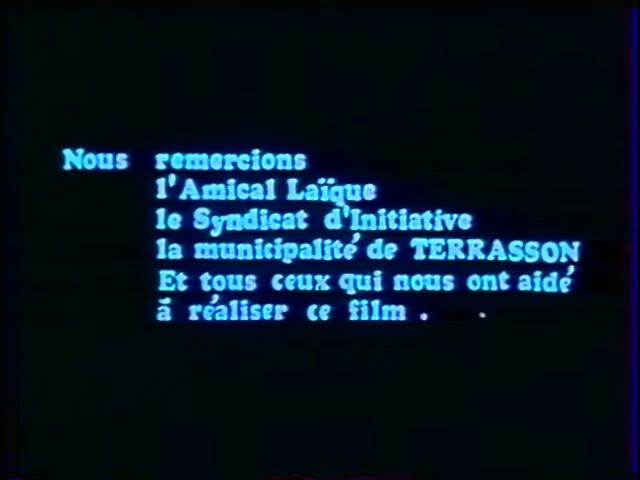 Nous remercions
l'Amical Laïque
le Syndicat d'Initiative
la municipalité de TERRASSON
Et tous ceux qui nous ont aidé
á réaliser ce film .